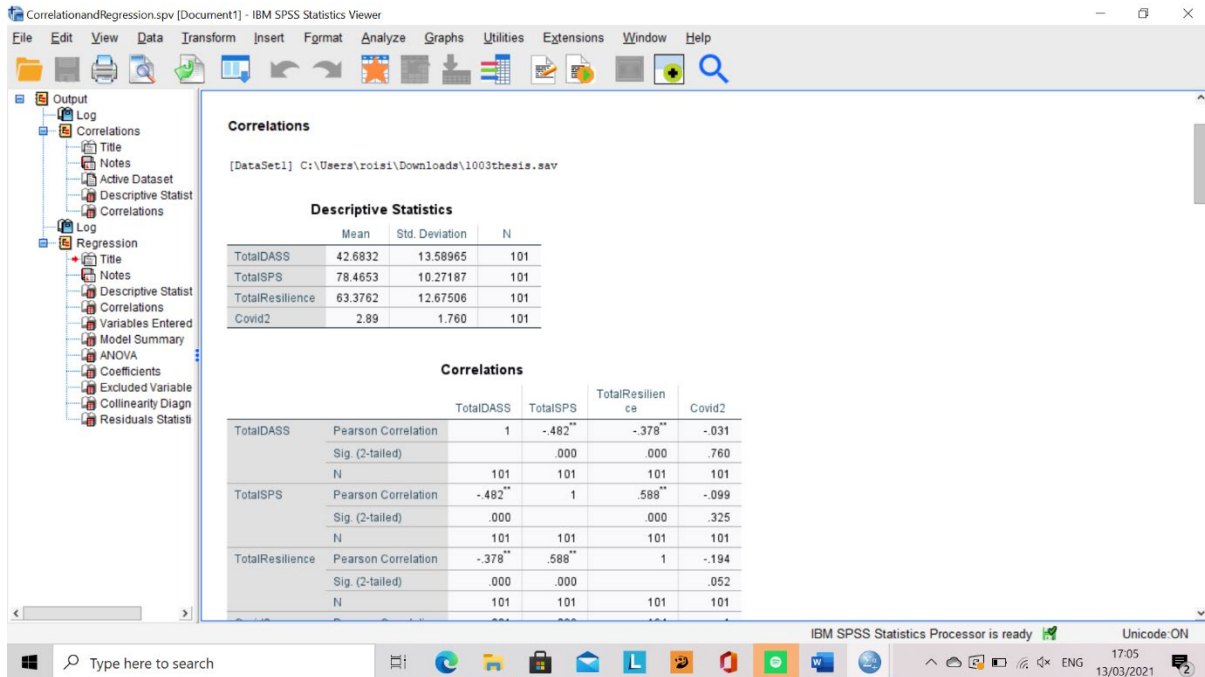 CorrelationandRegression.spv [Document1] - IBM SPSS Statistics Viewer
File Edit View Data Transform Insert Format Analyze Graphs Utilities Extensions Window Help
Output
Log
Correlations
Title
Notes
Active Dataset
Descriptive Statist
Correlations
Log
Regression
Title
Notes
Descriptive Statist
Correlations
Variables Entered
Model Summary
ANOVA
Coefficients
Excluded Variable
Collinearity Diagn
Residuals Statisti
Correlations
[DataSet1] C:\Users\roisi\Downloads\1003thesis.sav
Descriptive Statistics
Mean Std. Deviation N
TotalDASS 42.6832 13.58965 101
TotalSPS 78.4653 10.27187 101
TotalResilience 63.3762 12.67506 101
Covid2 2.89 1.760 101
Correlations
TotalDASS TotalSPS TotalResilien
ce Covid2
TotalDASS Pearson Correlation 1 -.482** -.378** -.031
Sig. (2-tailed) .000 .000 .760
N 101 101 101 101
TotalSPS Pearson Correlation -.482** 1 .588** -.099
Sig. (2-tailed) .000 .000 .325
N 101 101 101 101
TotalResilience Pearson Correlation -.378** .588** 1 -.194
Sig. (2-tailed) .000 .000 .052
N 101 101 101 101
IBM SPSS Statistics Processor is ready Unicode:ON
Type here to search
ENG
17:05
13/03/2021
2